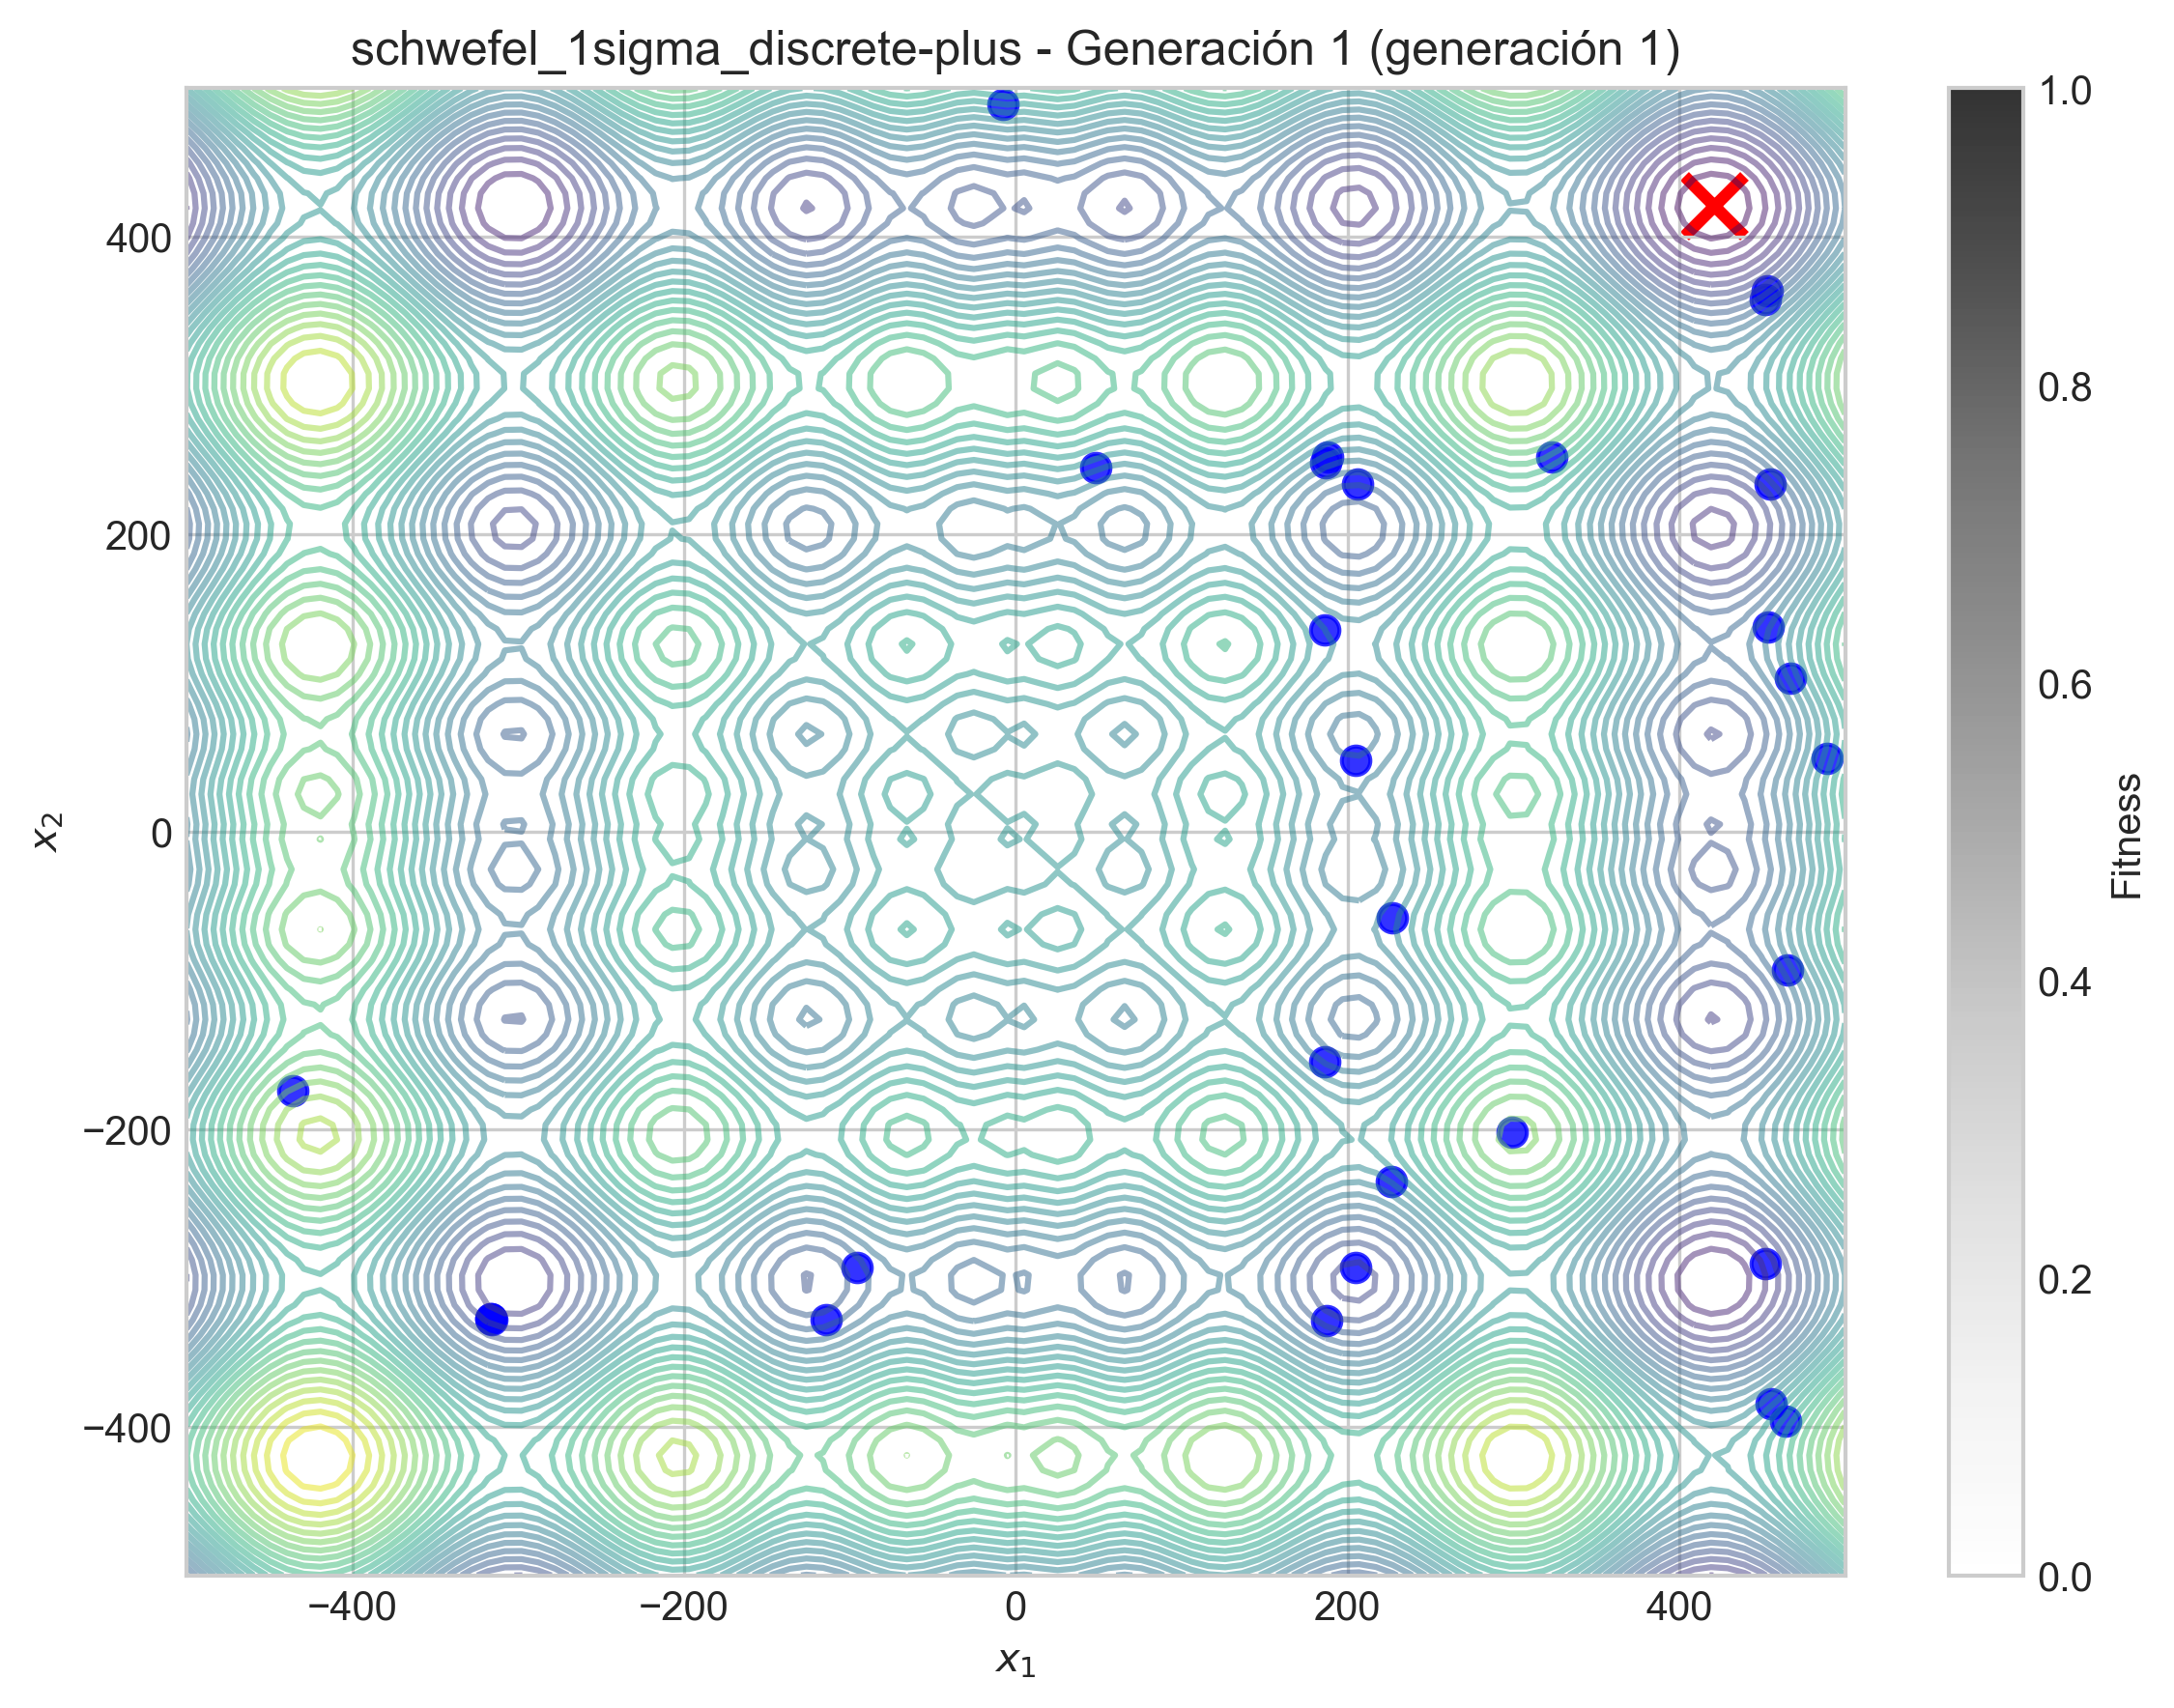 schwefel_1sigma_discrete-plus - Generación 1 (generación 1)
400
200
0
−200
−400
x₂
−400 −200 0 200 400
x₁
1.0
0.8
0.6
0.4
0.2
0.0
Fitness